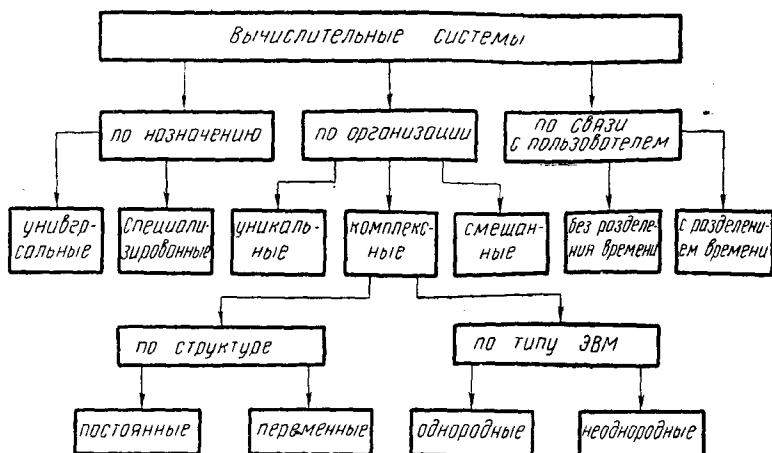 вычислительные системы
по назначению
по организации
по связи
с пользователем
универ-
сальные
специали-
зированные
уникаль-
ные
комплекс-
ные
смешан-
ные
без разделе-
ния времени
с разделени-
ем времени
по структуре
по типу ЭВМ
постоянные
переменные
однородные
неоднородные